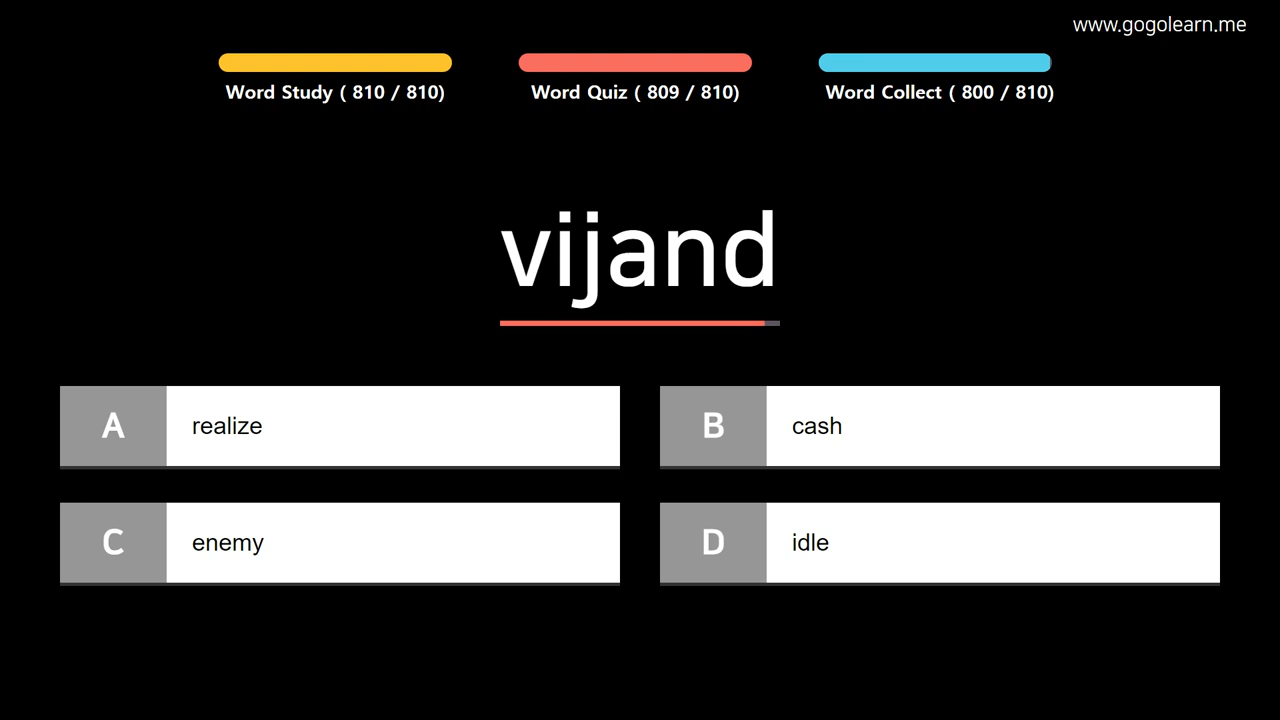 www.gogolearn.me
Word Study ( 810 / 810)
Word Quiz ( 809 / 810)
Word Collect ( 800 / 810)
vijand
A realize
B cash
C enemy
D idle